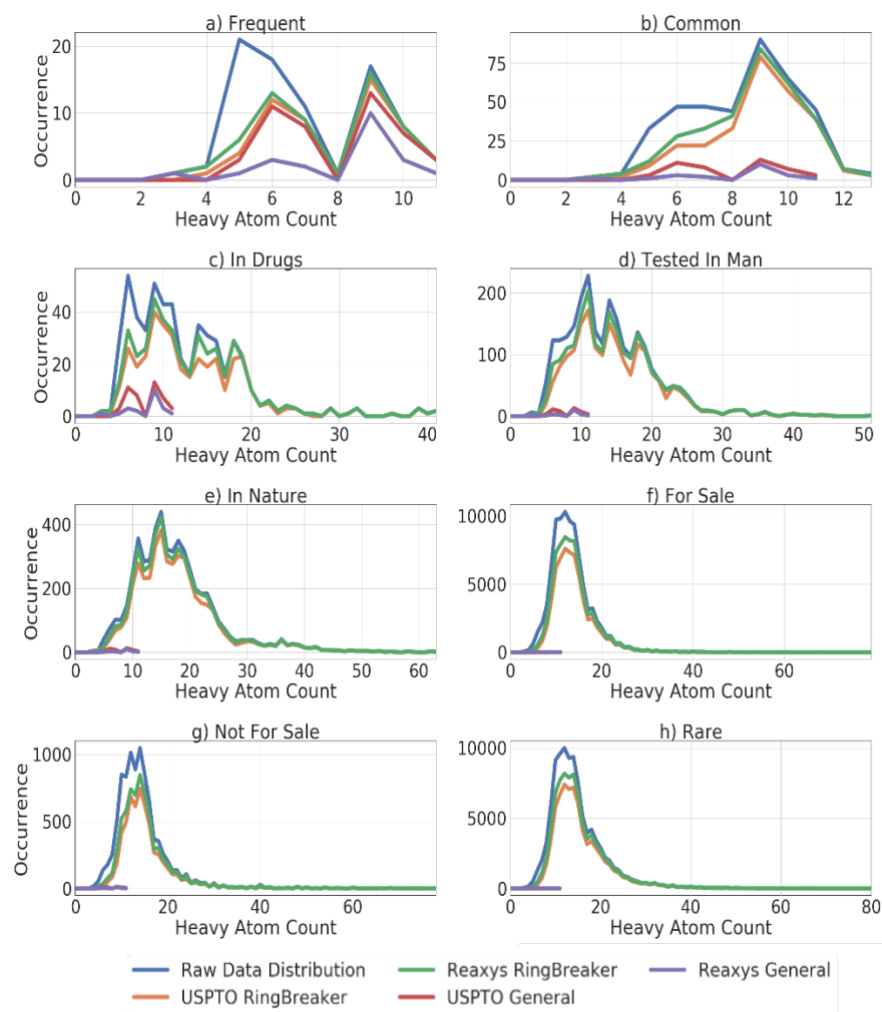 a) Frequent
20
10
0
Occurrence
0 2 4 6 8 10
Heavy Atom Count
b) Common
75
50
25
0
0 2 4 6 8 10 12
Heavy Atom Count
c) In Drugs
40
20
0
Occurrence
0 10 20 30 40
Heavy Atom Count
d) Tested In Man
200
100
0
0 10 20 30 40 50
Heavy Atom Count
e) In Nature
400
200
0
Occurrence
0 10 20 30 40 50 60
Heavy Atom Count
f) For Sale
10000
5000
0
0 20 40 60
Heavy Atom Count
g) Not For Sale
1000
500
0
Occurrence
0 20 40 60
Heavy Atom Count
h) Rare
10000
5000
0
0 20 40 60 80
Heavy Atom Count
Raw Data Distribution
USPTO RingBreaker
Reaxys RingBreaker
USPTO General
Reaxys General